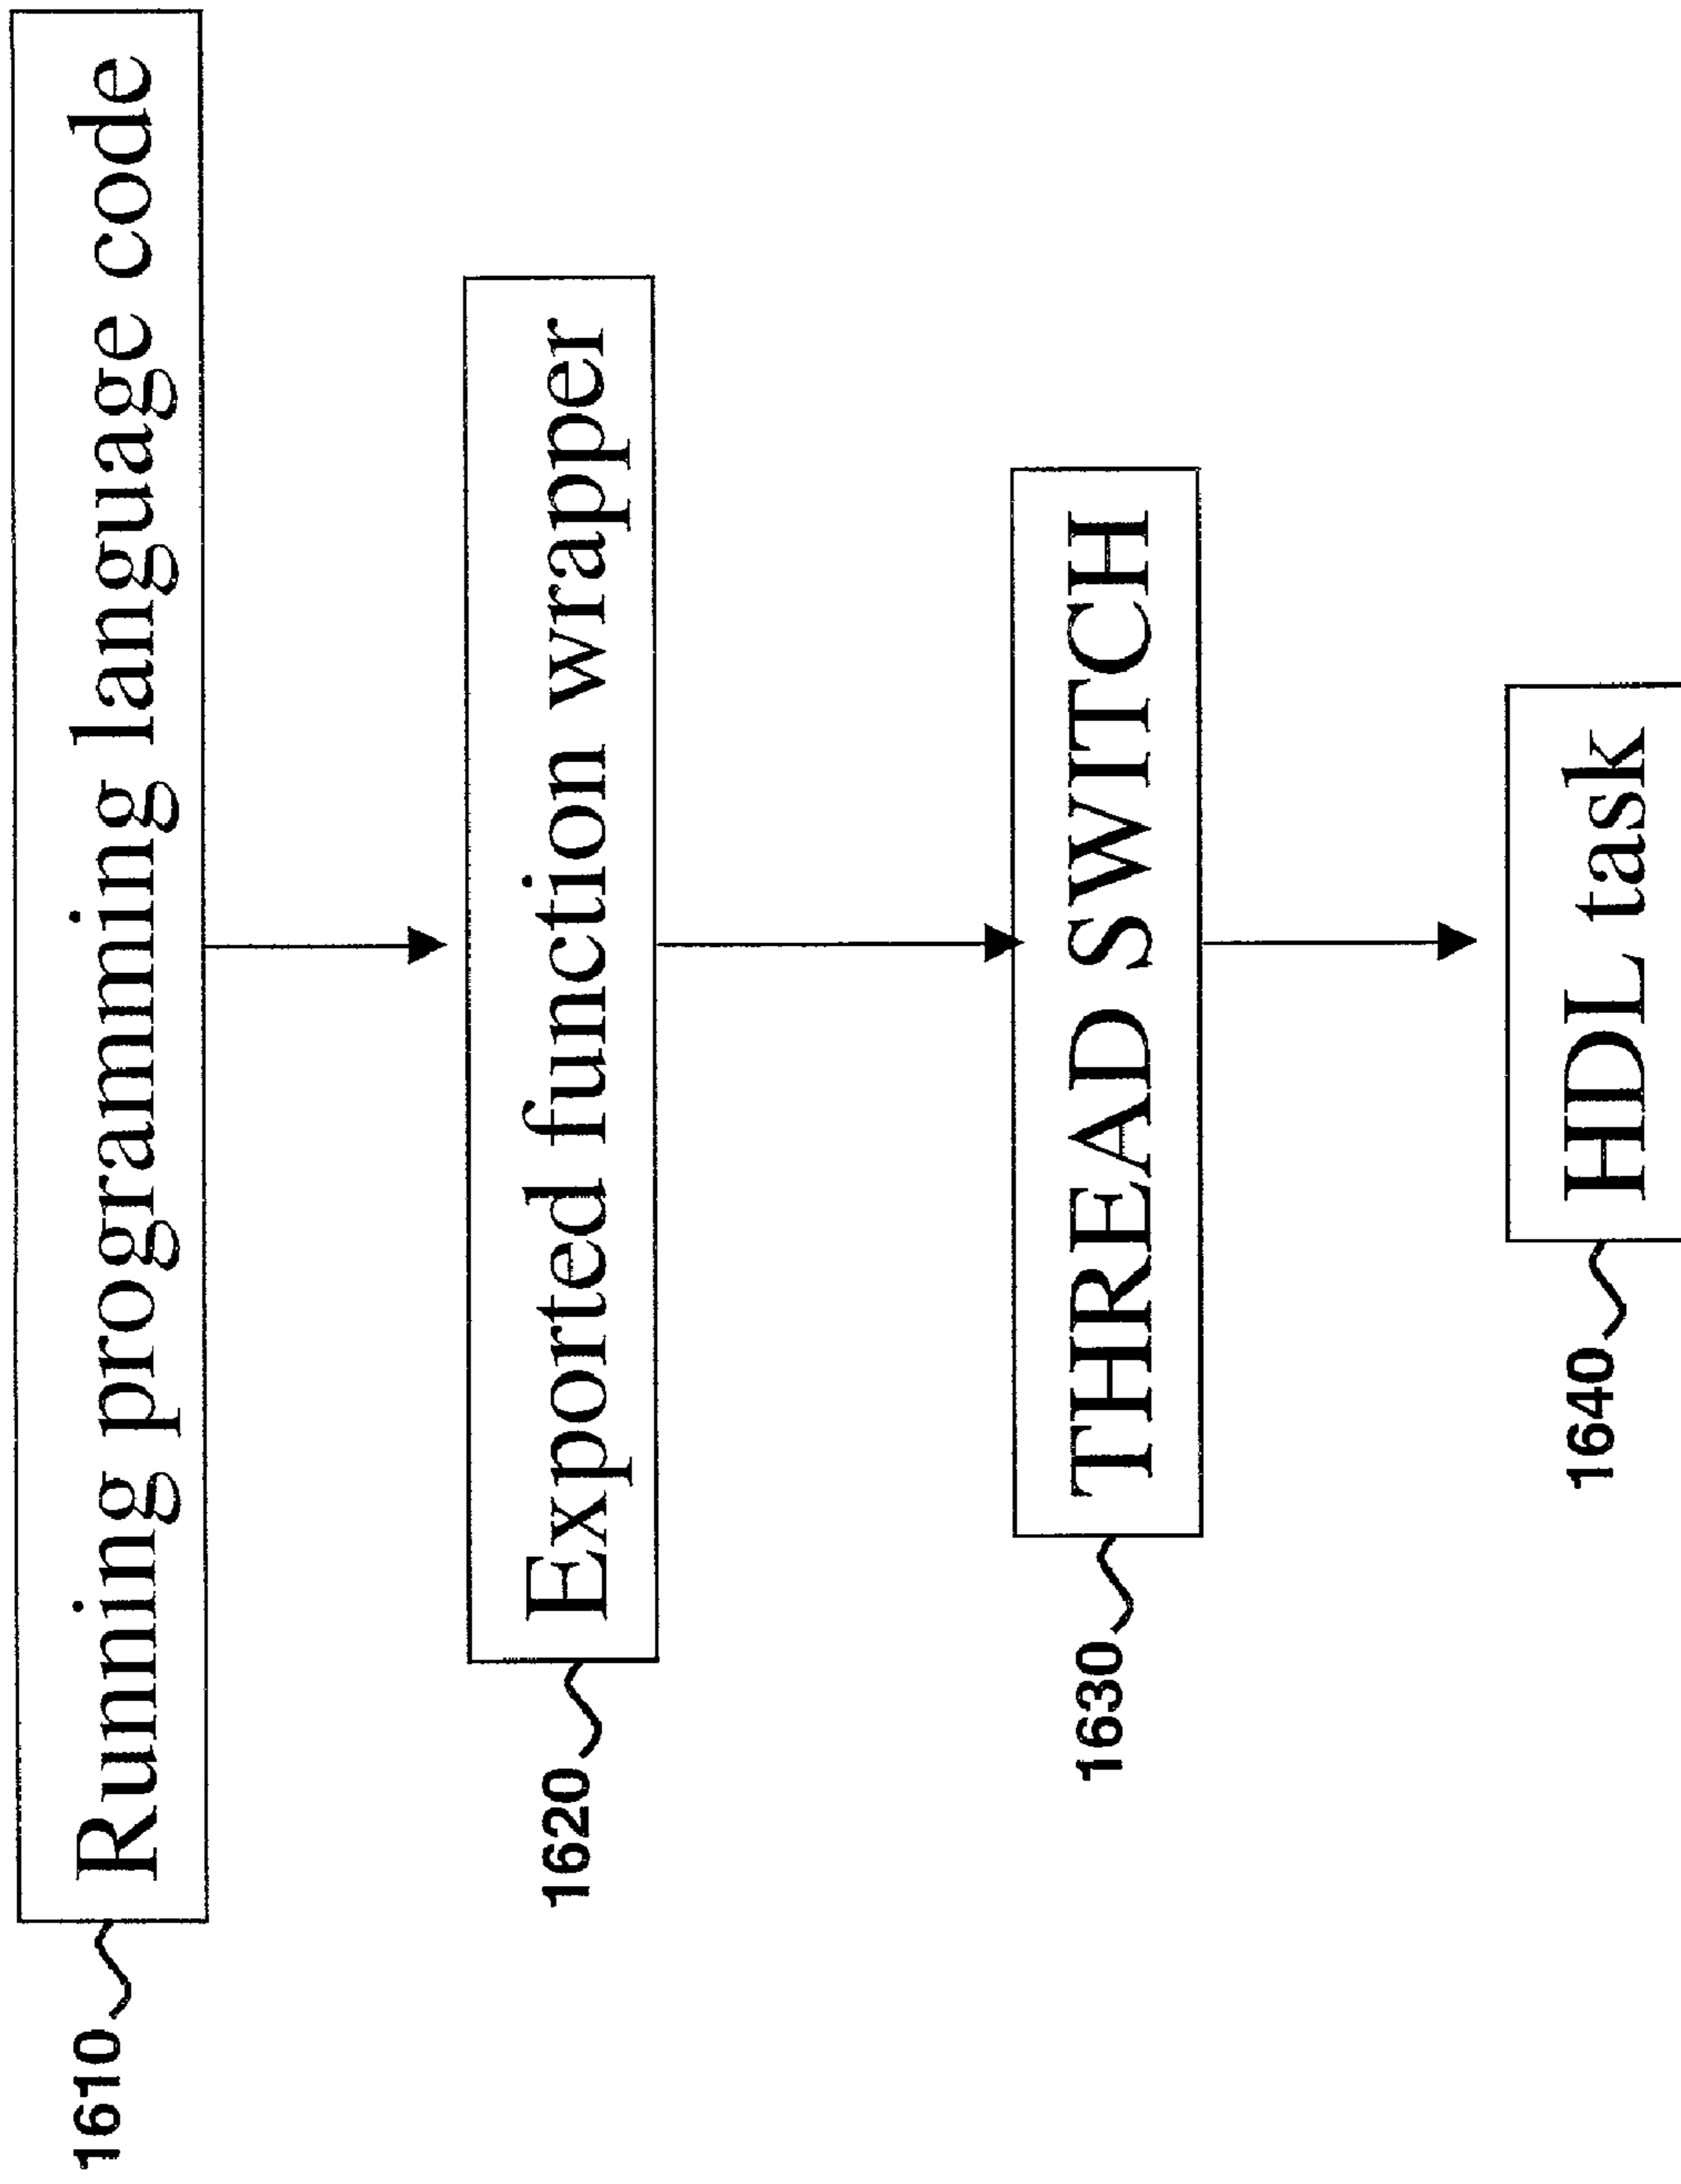 1610
Running programming language code
1620
Exported function wrapper
1630
THREAD SWITCH
1640
HDL task